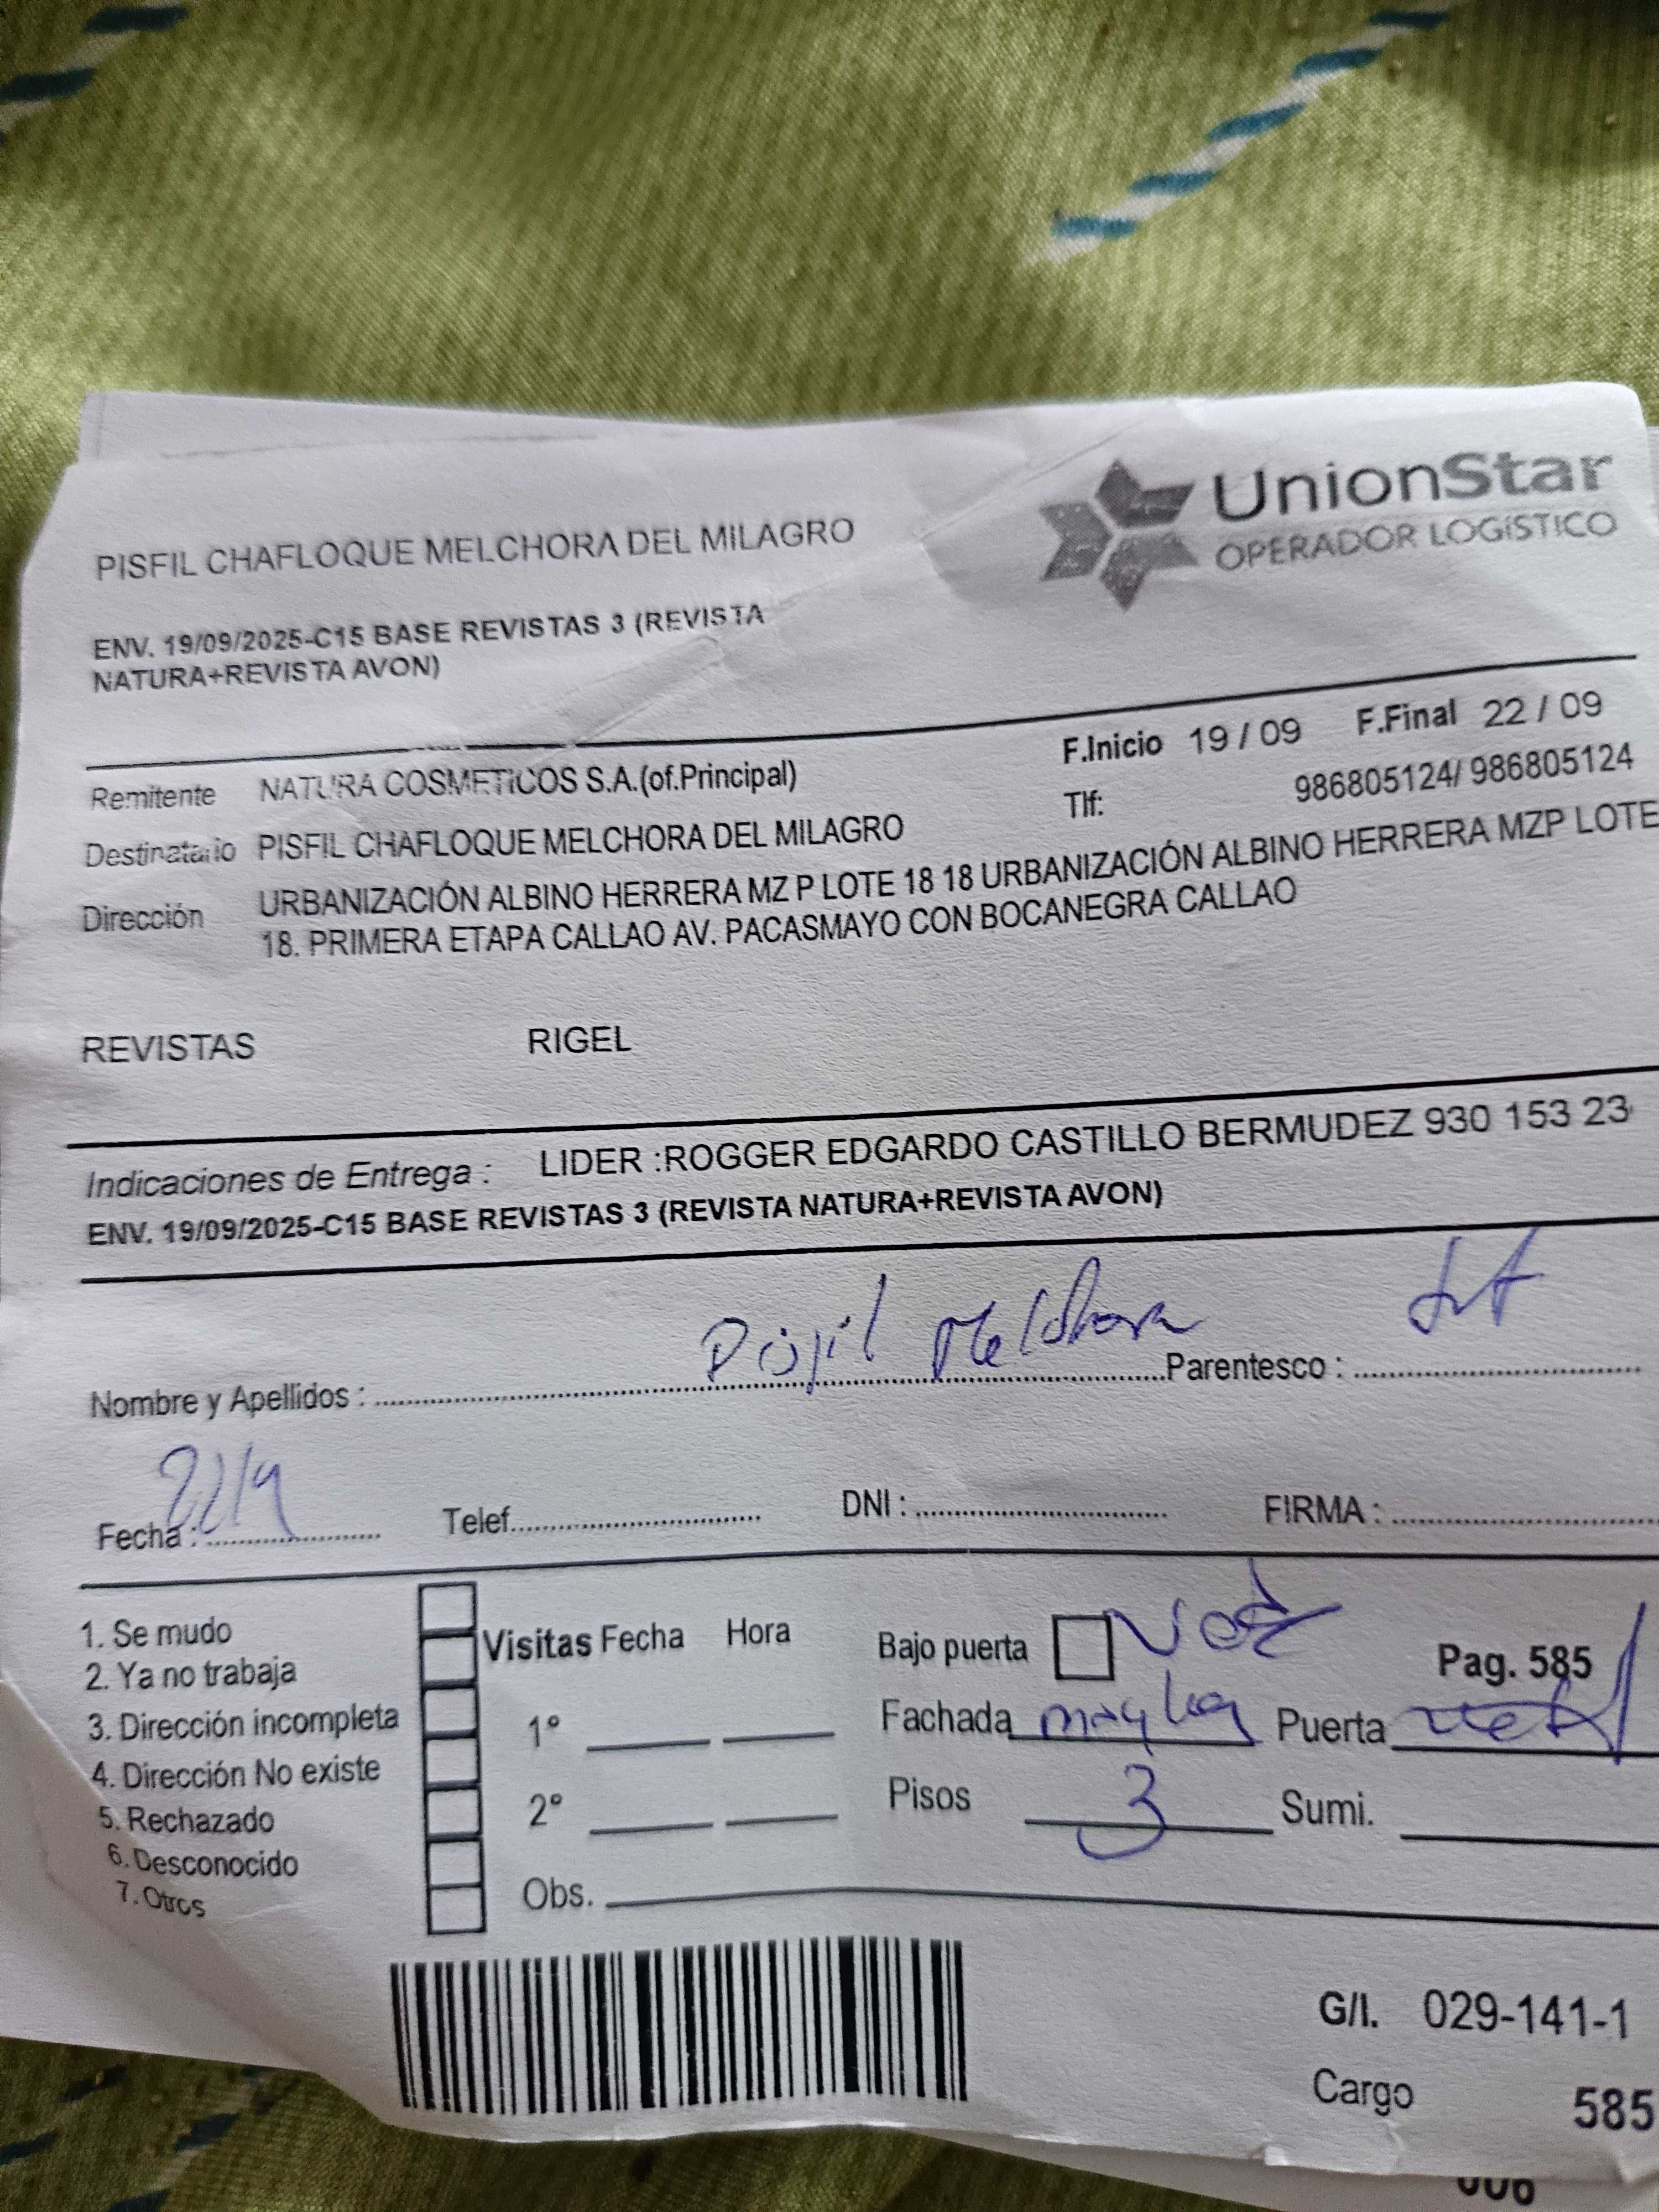 UnionStar
OPERADOR LOGÍSTICO
PISFIL CHAFLOQUE MELCHORA DEL MILAGRO
ENV. 19/09/2025-C15 BASE REVISTAS 3 (REVISTA
NATURA+REVISTA AVON)
F.Inicio 19 / 09 F.Final 22 / 09
Remitente NATURA COSMETICOS S.A.(of.Principal)
Tlf: 986805124/ 986805124
Destinatario PISFIL CHAFLOQUE MELCHORA DEL MILAGRO
Dirección URBANIZACIÓN ALBINO HERRERA MZ P LOTE 18 18 URBANIZACIÓN ALBINO HERRERA MZP LOTE
18. PRIMERA ETAPA CALLAO AV. PACASMAYO CON BOCANEGRA CALLAO
REVISTAS RIGEL
Indicaciones de Entrega : LIDER :ROGGER EDGARDO CASTILLO BERMUDEZ 930 153 23
ENV. 19/09/2025-C15 BASE REVISTAS 3 (REVISTA NATURA+REVISTA AVON)
Nombre y Apellidos : Pisfil Melchora Parentesco : tit
Fecha : 22/9 Telef. DNI : FIRMA :
1. Se mudo
2. Ya no trabaja
3. Dirección incompleta
4. Dirección No existe
5. Rechazado
6. Desconocido
7. Otros
Visitas Fecha Hora
1°
2°
Obs.
Bajo puerta
Pag. 585
Fachada Puerta
Pisos 3 Sumi.
G/I. 029-141-1
Cargo 585
006